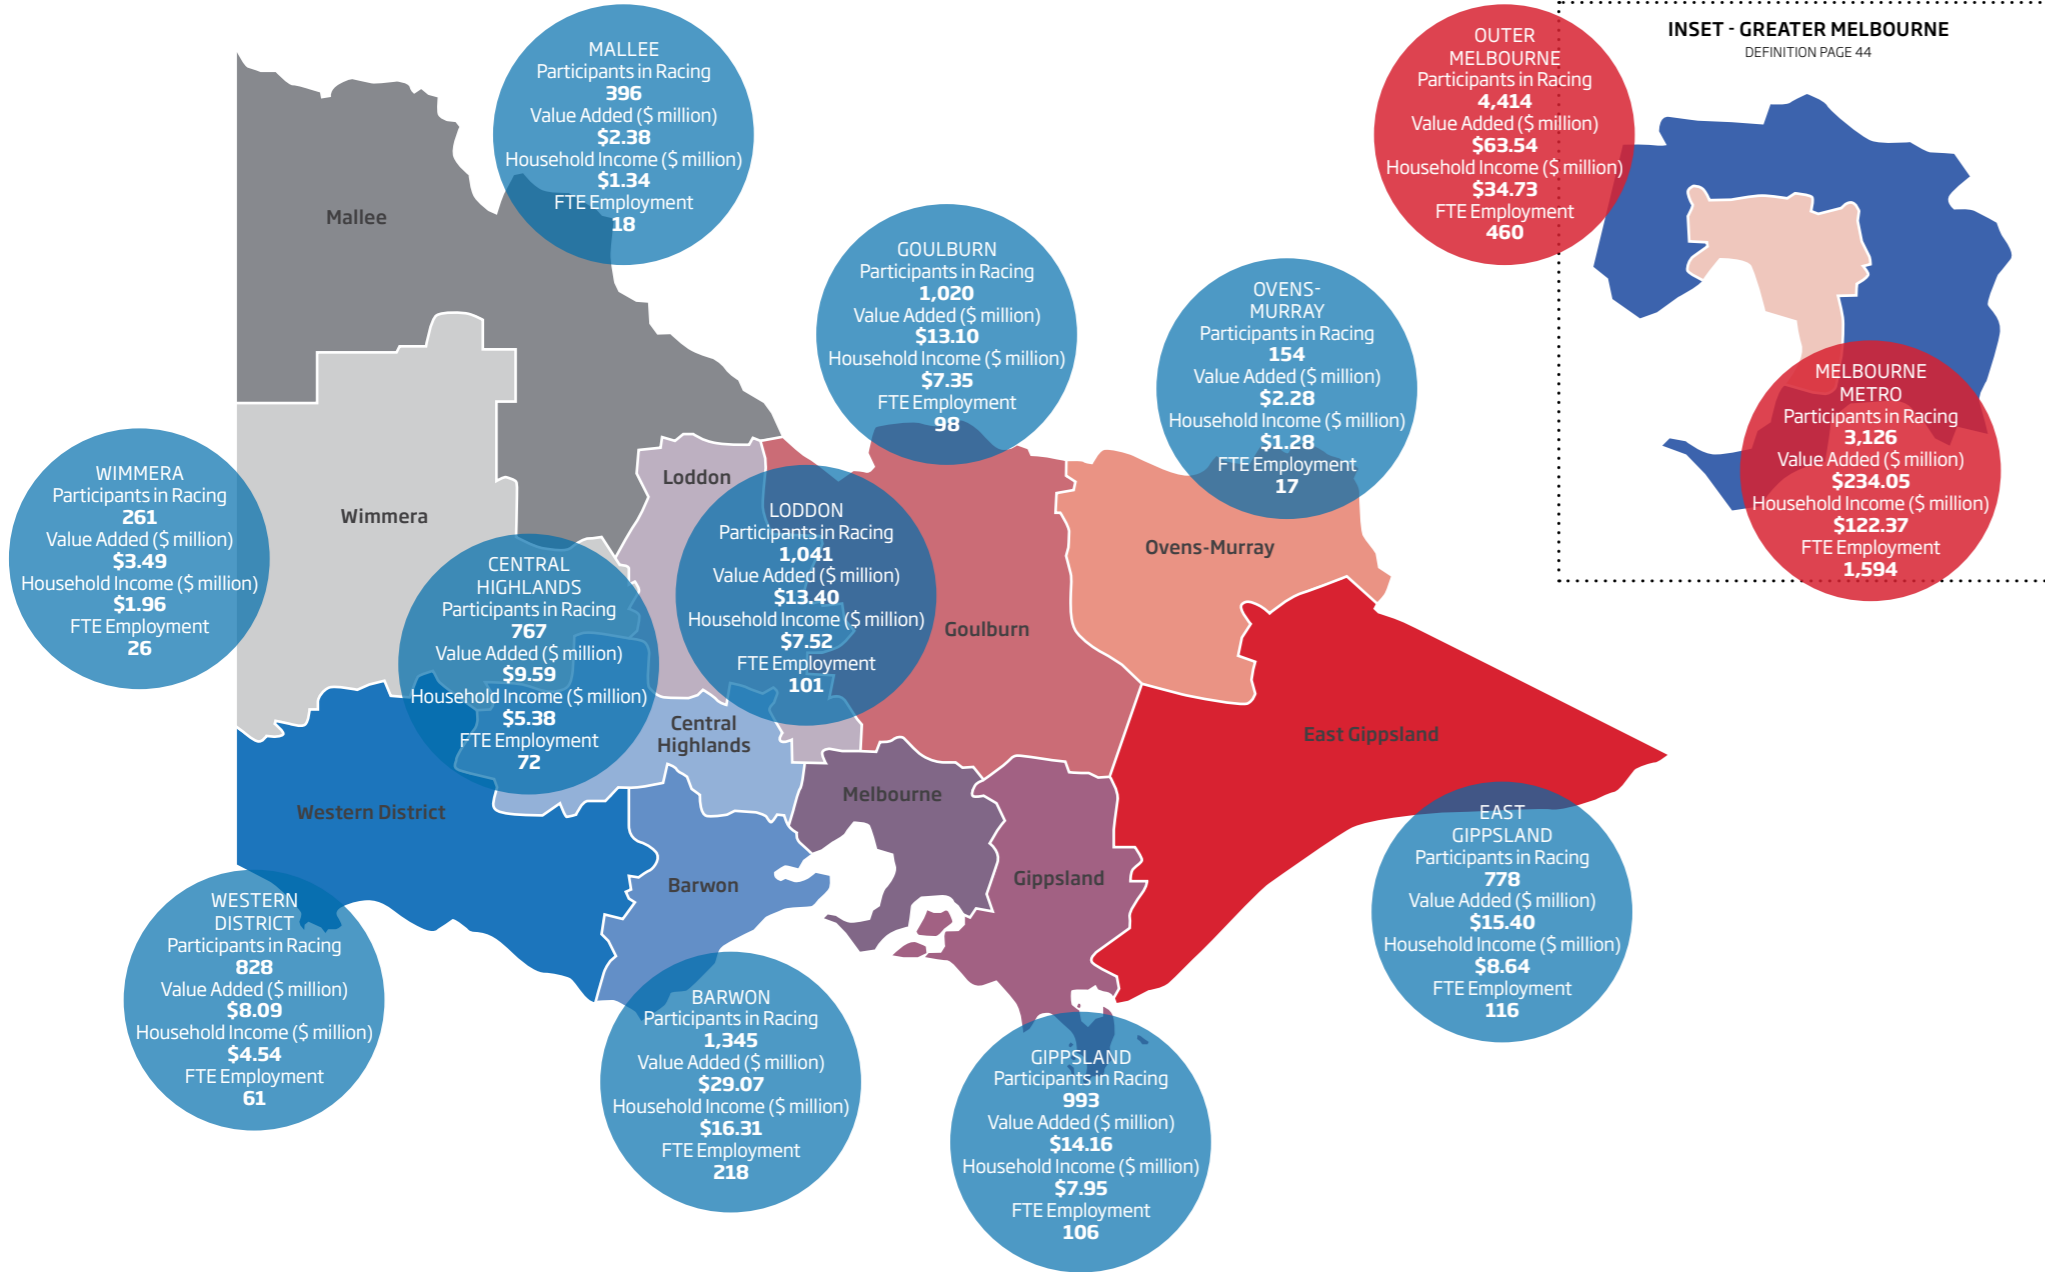 MALLEE
Participants in Racing
396
Value Added ($ million)
$2.38
Household Income ($ million)
$1.34
FTE Employment
18
OUTER
MELBOURNE
Participants in Racing
4,414
Value Added ($ million)
$63.54
Household Income ($ million)
$34.73
FTE Employment
460
INSET - GREATER MELBOURNE
DEFINITION PAGE 44
Mallee
GOULBURN
Participants in Racing
1,020
Value Added ($ million)
$13.10
Household Income ($ million)
$7.35
FTE Employment
98
OVENS-
MURRAY
Participants in Racing
154
Value Added ($ million)
$2.28
Household Income ($ million)
$1.28
FTE Employment
17
MELBOURNE
METRO
Participants in Racing
3,126
Value Added ($ million)
$234.05
Household Income ($ million)
$122.37
FTE Employment
1,594
WIMMERA
Participants in Racing
261
Value Added ($ million)
$3.49
Household Income ($ million)
$1.96
FTE Employment
26
Wimmera
Loddon
CENTRAL
HIGHLANDS
Participants in Racing
767
Value Added ($ million)
$9.59
Household Income ($ million)
$5.38
FTE Employment
72
LODDON
Participants in Racing
1,041
Value Added ($ million)
$13.40
Household Income ($ million)
$7.52
FTE Employment
101
Goulburn
Ovens-Murray
Central
Highlands
East Gippsland
Western District
Melbourne
Barwon
Gippsland
EAST
GIPPSLAND
Participants in Racing
778
Value Added ($ million)
$15.40
Household Income ($ million)
$8.64
FTE Employment
116
WESTERN
DISTRICT
Participants in Racing
828
Value Added ($ million)
$8.09
Household Income ($ million)
$4.54
FTE Employment
61
BARWON
Participants in Racing
1,345
Value Added ($ million)
$29.07
Household Income ($ million)
$16.31
FTE Employment
218
GIPPSLAND
Participants in Racing
993
Value Added ($ million)
$14.16
Household Income ($ million)
$7.95
FTE Employment
106